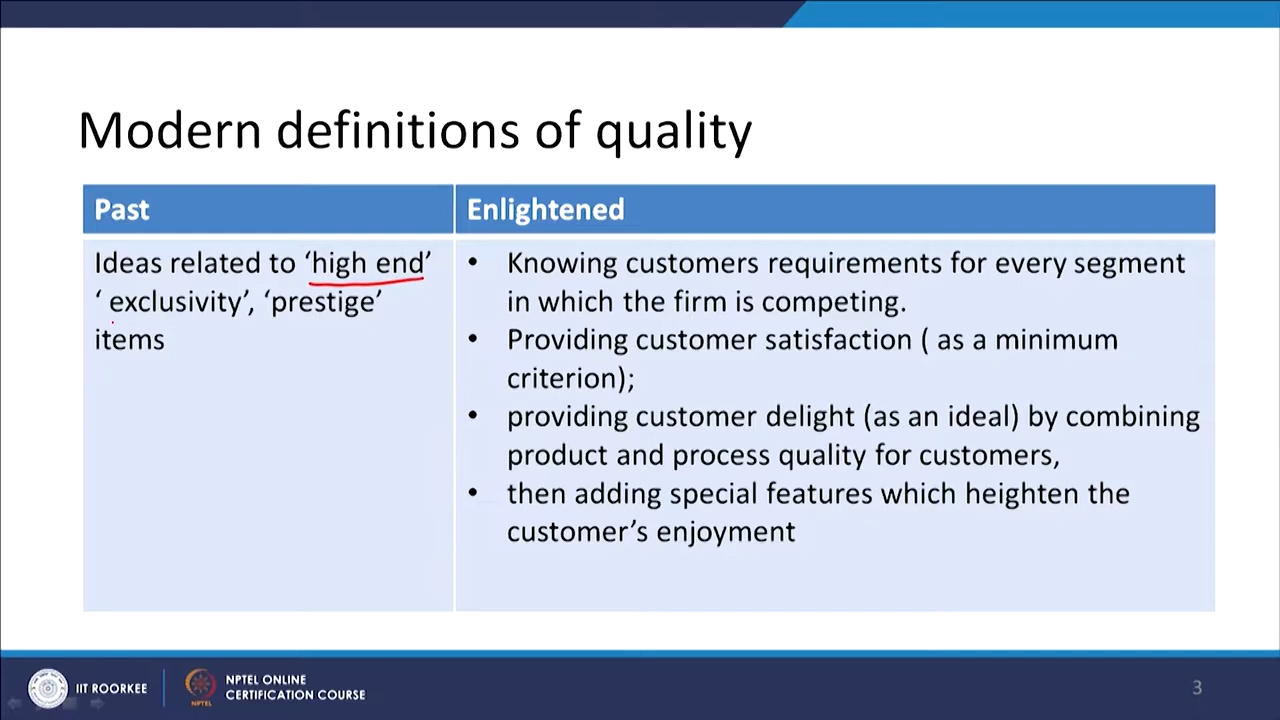 Modern definitions of quality
Past
Enlightened
Ideas related to ‘high end’
‘ exclusivity’, ‘prestige’
items
• Knowing customers requirements for every segment
in which the firm is competing.
• Providing customer satisfaction ( as a minimum
criterion);
• providing customer delight (as an ideal) by combining
product and process quality for customers,
• then adding special features which heighten the
customer’s enjoyment
IIT ROORKEE
NPTEL
NPTEL ONLINE
CERTIFICATION COURSE
3